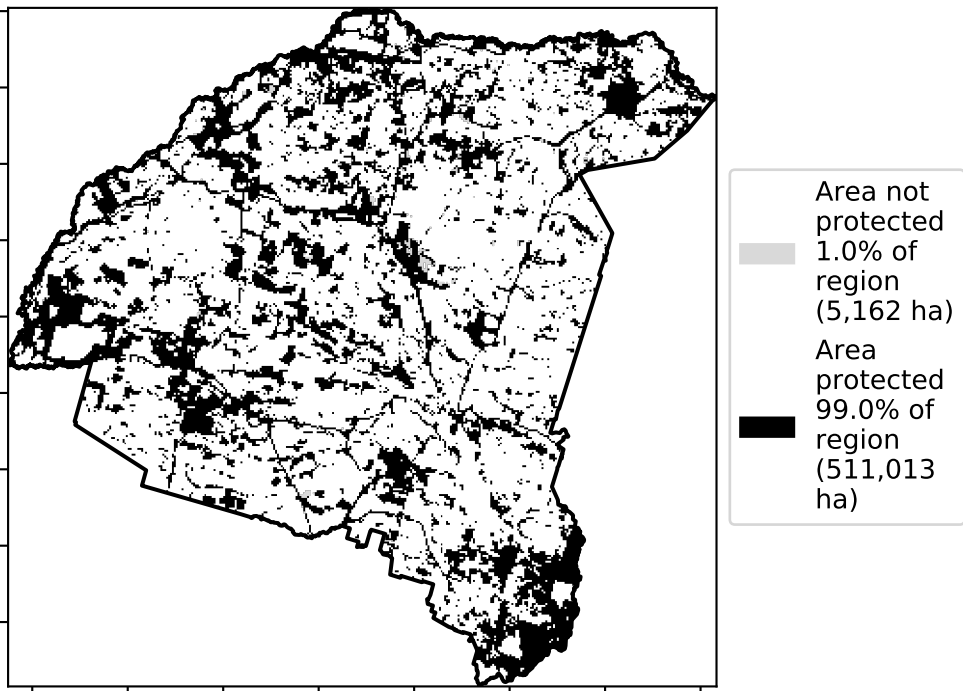 Area not
protected
1.0% of
region
(5,162 ha)
Area
protected
99.0% of
region
(511,013
ha)